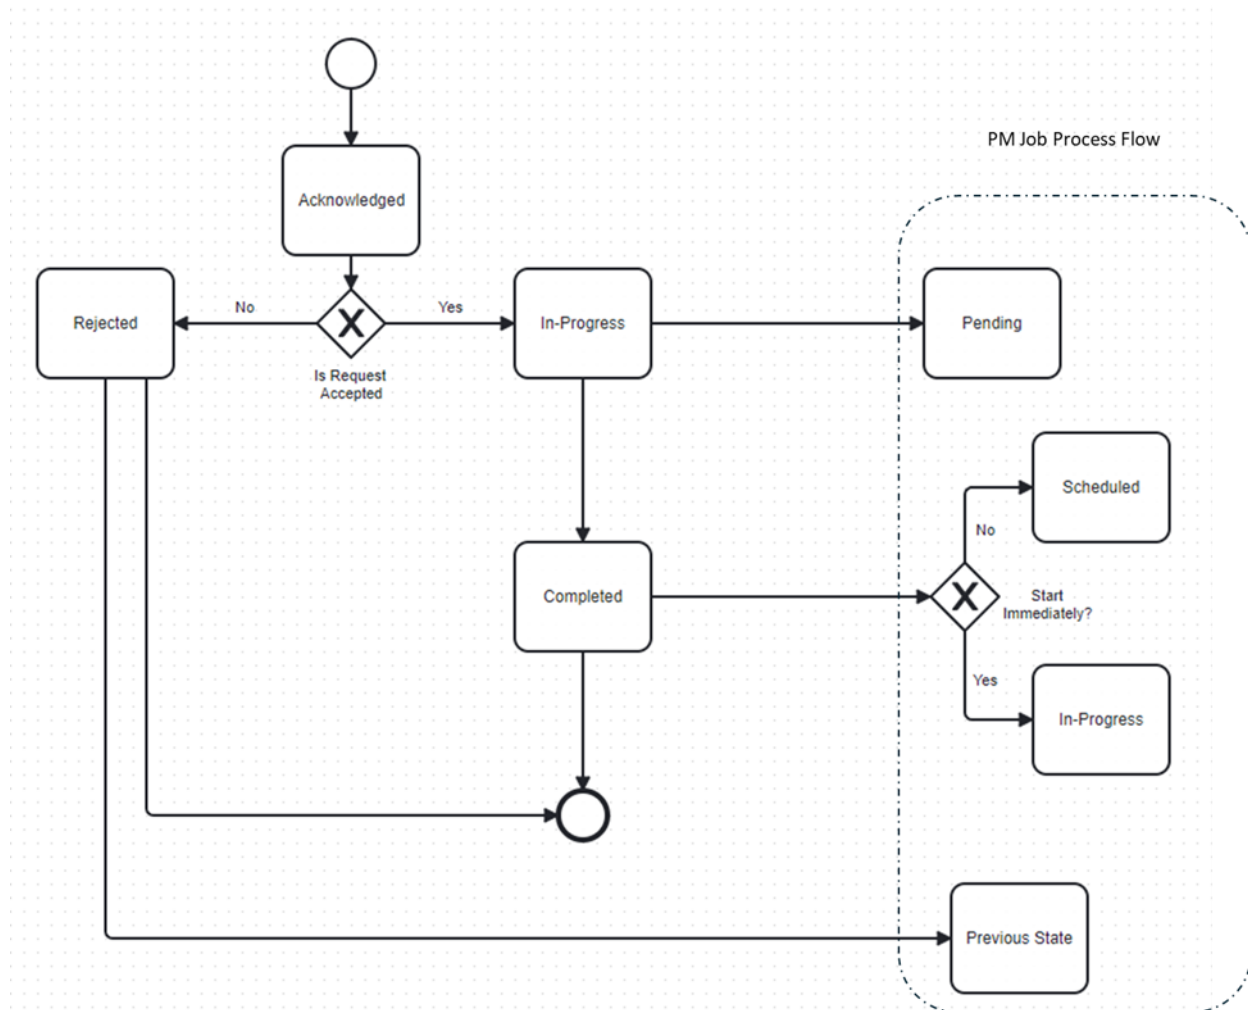 PM Job Process Flow
Acknowledged
Rejected
No
Yes
In-Progress
Pending
Is Request
Accepted
Scheduled
No
Completed
Start
Immediately?
Yes
In-Progress
Previous State